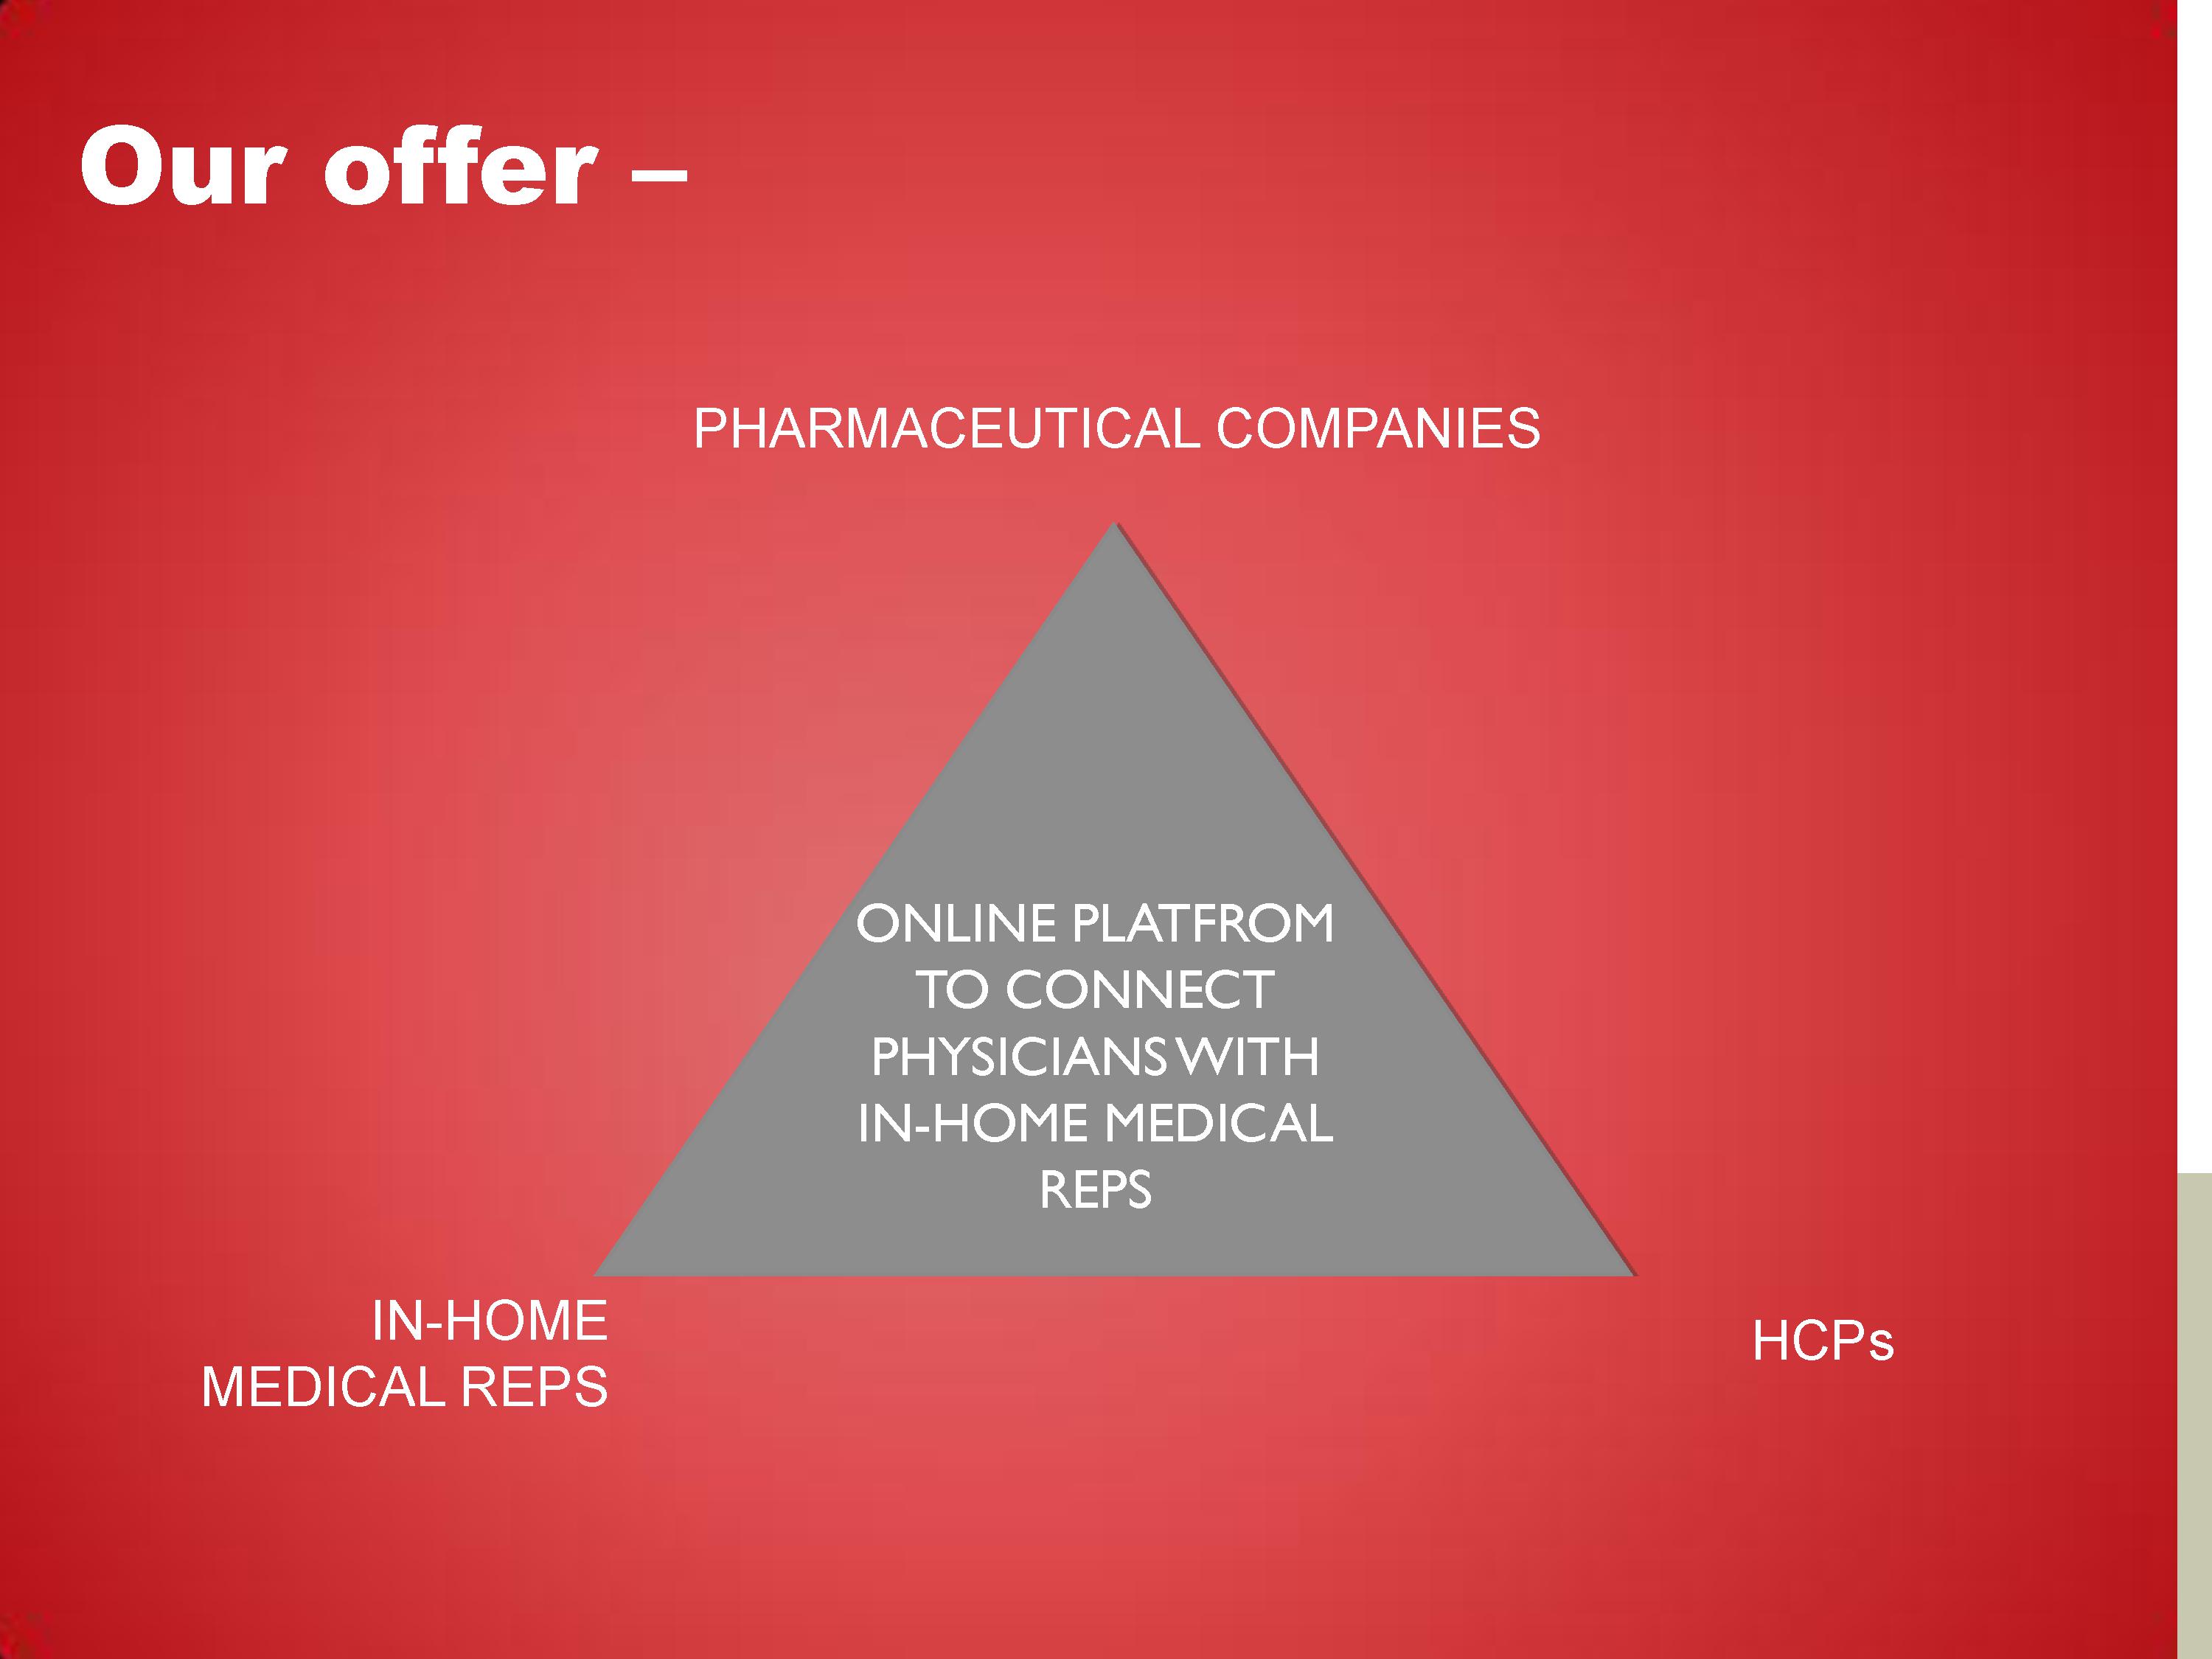 Our offer –
PHARMACEUTICAL COMPANIES
ONLINE PLATFROM
TO CONNECT
PHYSICIANS WITH
IN-HOME MEDICAL
REPS
IN-HOME
MEDICAL REPS
HCPs